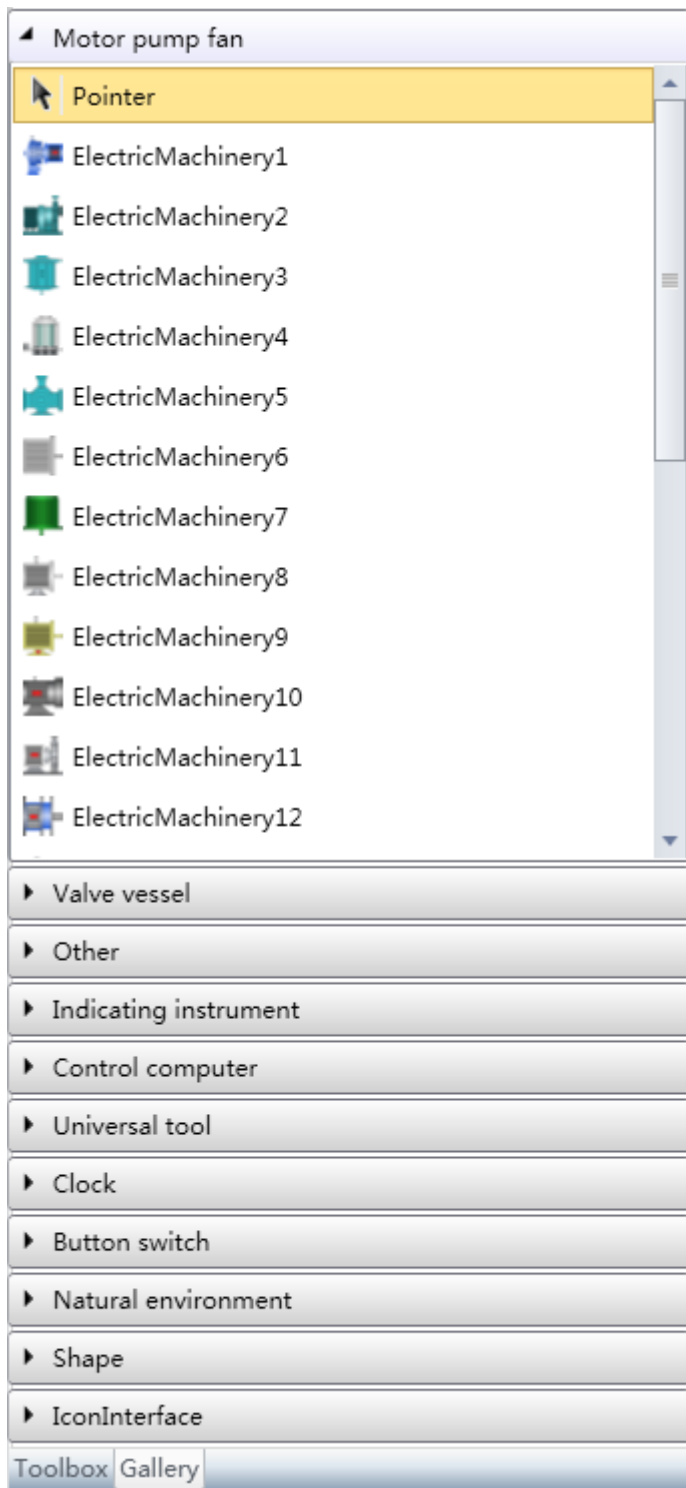 Motor pump fan
Pointer
ElectricMachinery1
ElectricMachinery2
ElectricMachinery3
ElectricMachinery4
ElectricMachinery5
ElectricMachinery6
ElectricMachinery7
ElectricMachinery8
ElectricMachinery9
ElectricMachinery10
ElectricMachinery11
ElectricMachinery12
Valve vessel
Other
Indicating instrument
Control computer
Universal tool
Clock
Button switch
Natural environment
Shape
IconInterface
Toolbox Gallery